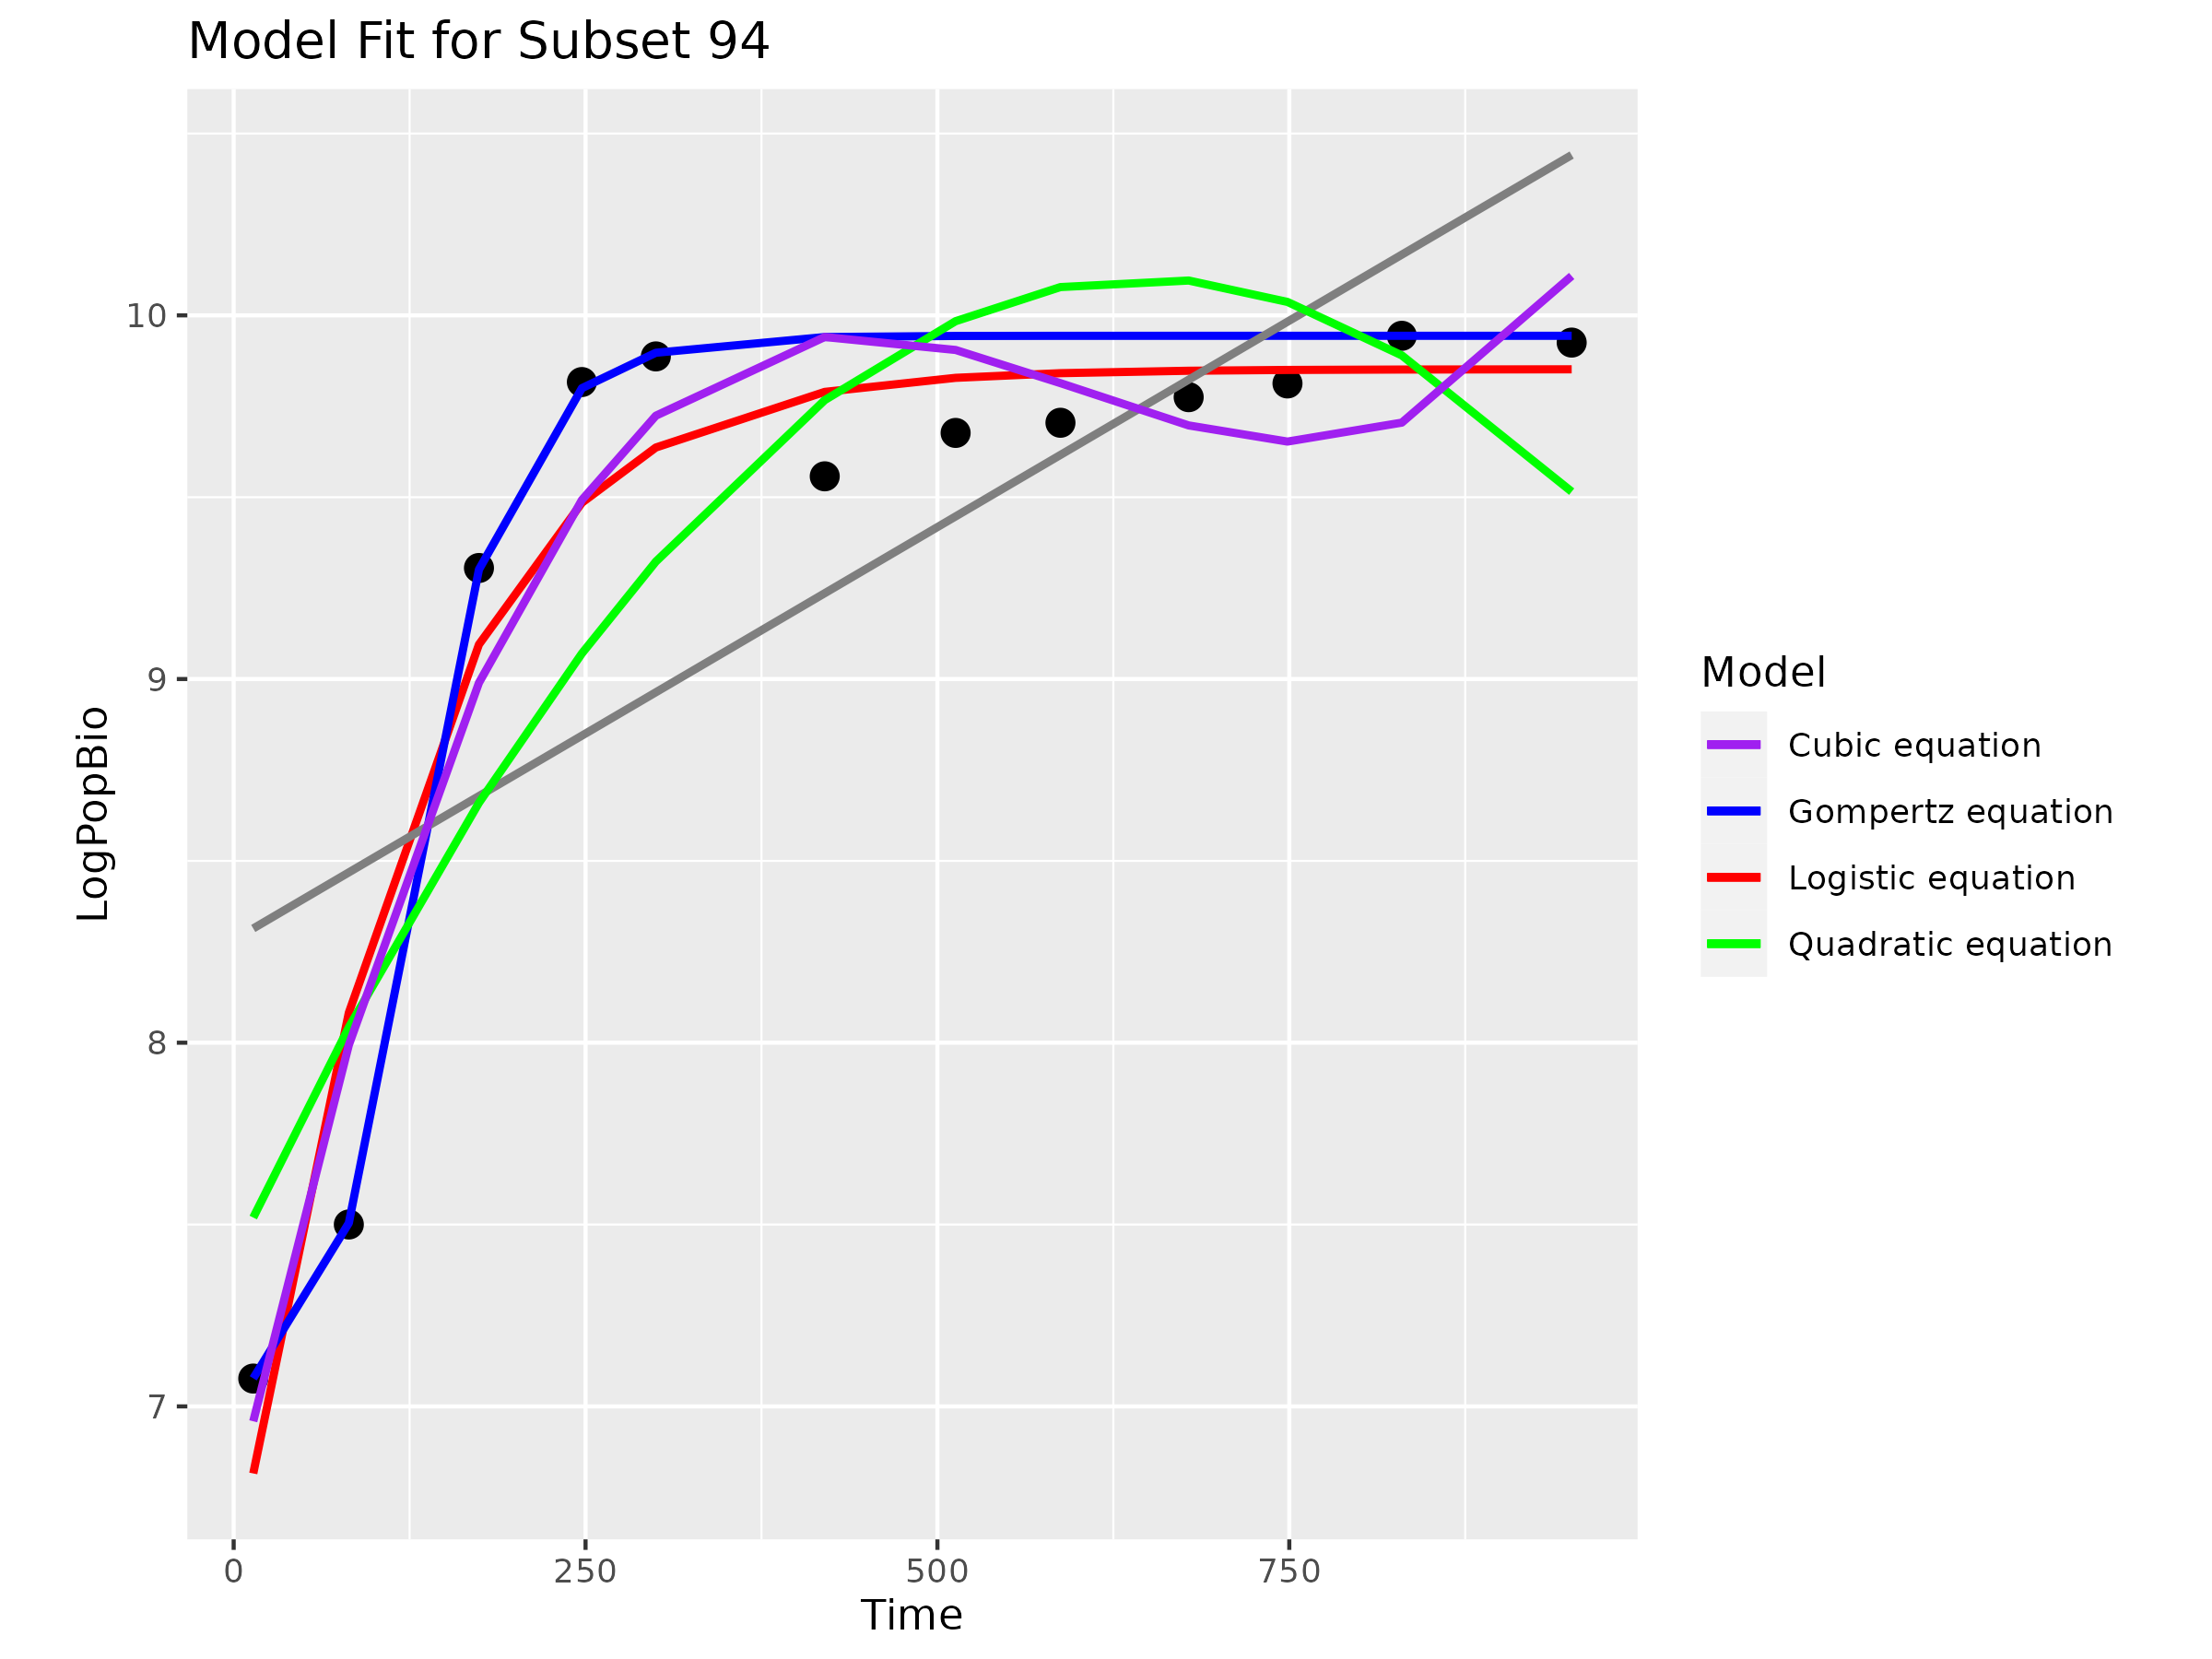 Model Fit for Subset 94
10
9
8
7
LogPopBio
0
250
500
750
Time
Model
Cubic equation
Gompertz equation
Logistic equation
Quadratic equation